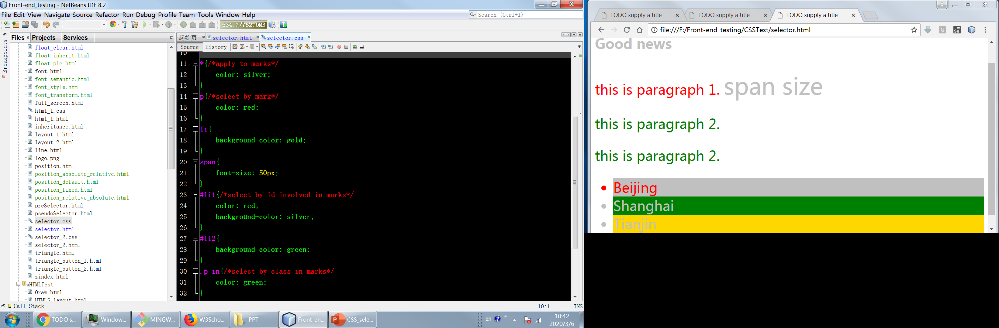 Front-end_testing - NetBeans IDE 8.2
File Edit View Navigate Source Refactor Run Debug Profile Team Tools Window Help
Search (Ctrl+I)
634.7/752.0MB
Breakpoints
Files Projects Services
float_clear.html
float_inherit.html
float_pic.html
font.html
font_semantic.html
font_style.html
font_transform.html
full_screen.html
html_1.css
html_1.html
inheritance.html
layout_1.html
layout_2.html
line.html
logo.png
position.html
position_absolute_relative.html
position_default.html
position_fixed.html
position_relative_absolute.html
preSelector.html
pseudoSelector.html
selector.css
selector.html
selector_2.css
selector_2.html
triangle.html
triangle_button_1.html
triangle_button_2.html
zindex.html
HTMLTest
0raw.html
HTML5_layout.html
起始页 selector.html selector.css
Source History
10
11 *{/*apply to marks*/
12 color: silver;
13 }
14 p{/*select by mark*/
15 color: red;
16 }
17 li{
18 background-color: gold;
19 }
20 span{
21 font-size: 50px;
22 }
23 #li1{/*select by id involved in marks*/
24 color: red;
25 background-color: silver;
26 }
27 #li2{
28 background-color: green;
29 }
30 .p-in{/*select by class in marks*/
31 color: green;
32 }
Call Stack
10:1 INS
TODO s... Window... MINGW... W3Scho... PPT Front-en... CSS_sele...
EN
10:42
2020/3/6
TODO supply a title TODO supply a title TODO supply a title
file:///F:/Front-end_testing/CSSTest/selector.html
G Se
Good news
this is paragraph 1. span size
this is paragraph 2.
this is paragraph 2.
Beijing
Shanghai
Tianjin